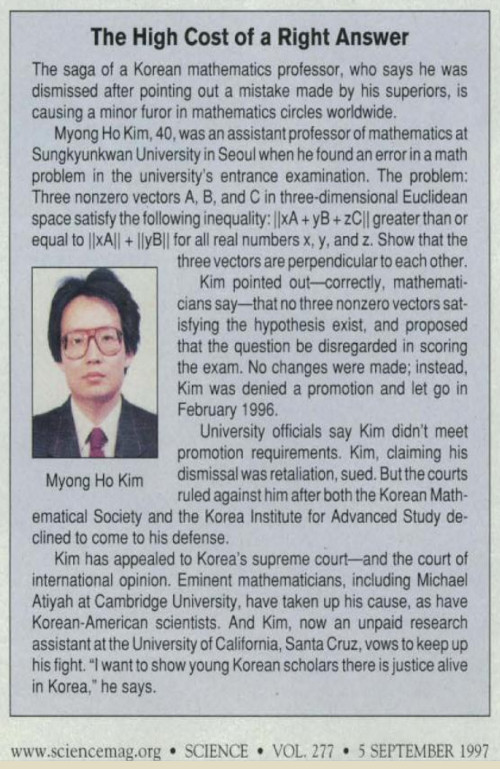 The High Cost of a Right Answer
The saga of a Korean mathematics professor, who says he was
dismissed after pointing out a mistake made by his superiors, is
causing a minor furor in mathematics circles worldwide.
Myong Ho Kim, 40, was an assistant professor of mathematics at
Sungkyunkwan University in Seoul when he found an error in a math
problem in the university's entrance examination. The problem:
Three nonzero vectors A, B, and C in three-dimensional Euclidean
space satisfy the following inequality: ||xA + yB + zC|| greater than or
equal to ||xA|| + ||yB|| for all real numbers x, y, and z. Show that the
three vectors are perpendicular to each other.
Kim pointed out—correctly, mathemati-
cians say—that no three nonzero vectors sat-
isfying the hypothesis exist, and proposed
that the question be disregarded in scoring
the exam. No changes were made; instead,
Kim was denied a promotion and let go in
February 1996.
University officials say Kim didn't meet
promotion requirements. Kim, claiming his
dismissal was retaliation, sued. But the courts
ruled against him after both the Korean Math-
ematical Society and the Korea Institute for Advanced Study de-
clined to come to his defense.
Kim has appealed to Korea's supreme court—and the court of
international opinion. Eminent mathematicians, including Michael
Atiyah at Cambridge University, have taken up his cause, as have
Korean-American scientists. And Kim, now an unpaid research
assistant at the University of California, Santa Cruz, vows to keep up
his fight. "I want to show young Korean scholars there is justice alive
in Korea," he says.
Myong Ho Kim
www.sciencemag.org • SCIENCE • VOL. 277 • 5 SEPTEMBER 1997